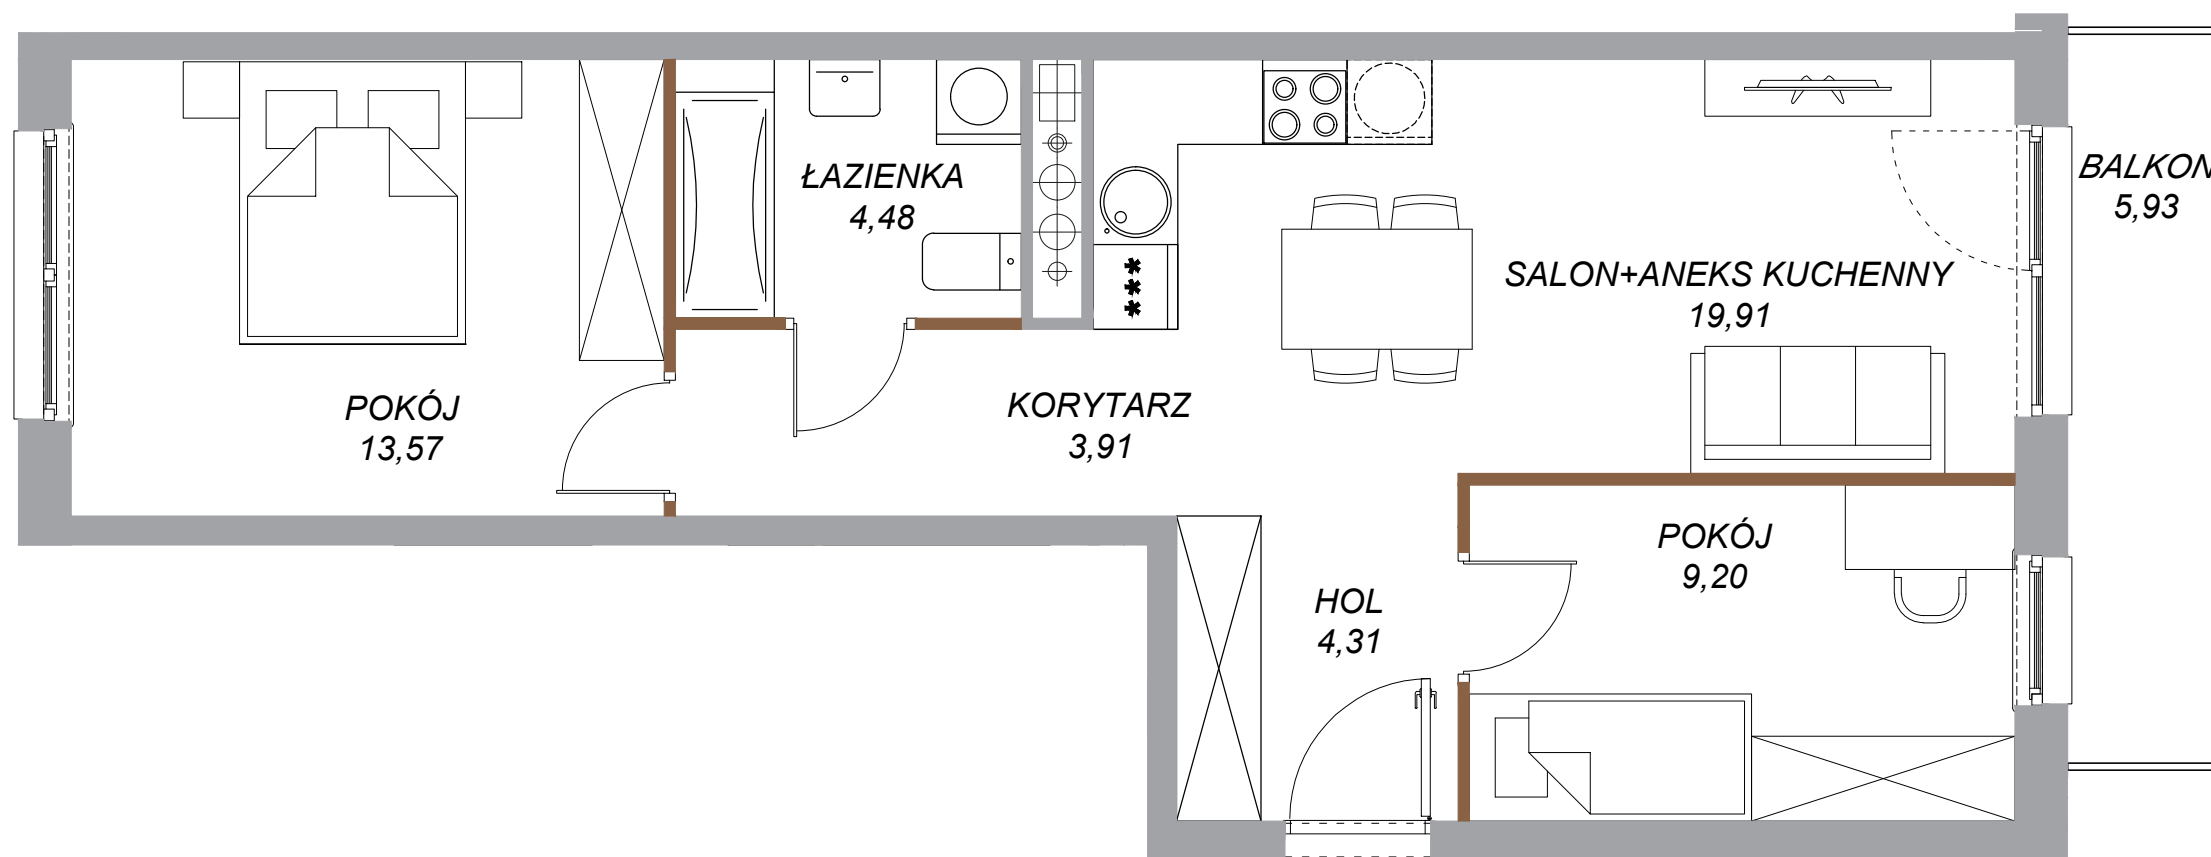 ŁAZIENKA
4,48
BALKON
5,93
SALON+ANEKS KUCHENNY
19,91
POKÓJ
13,57
KORYTARZ
3,91
POKÓJ
9,20
HOL
4,31